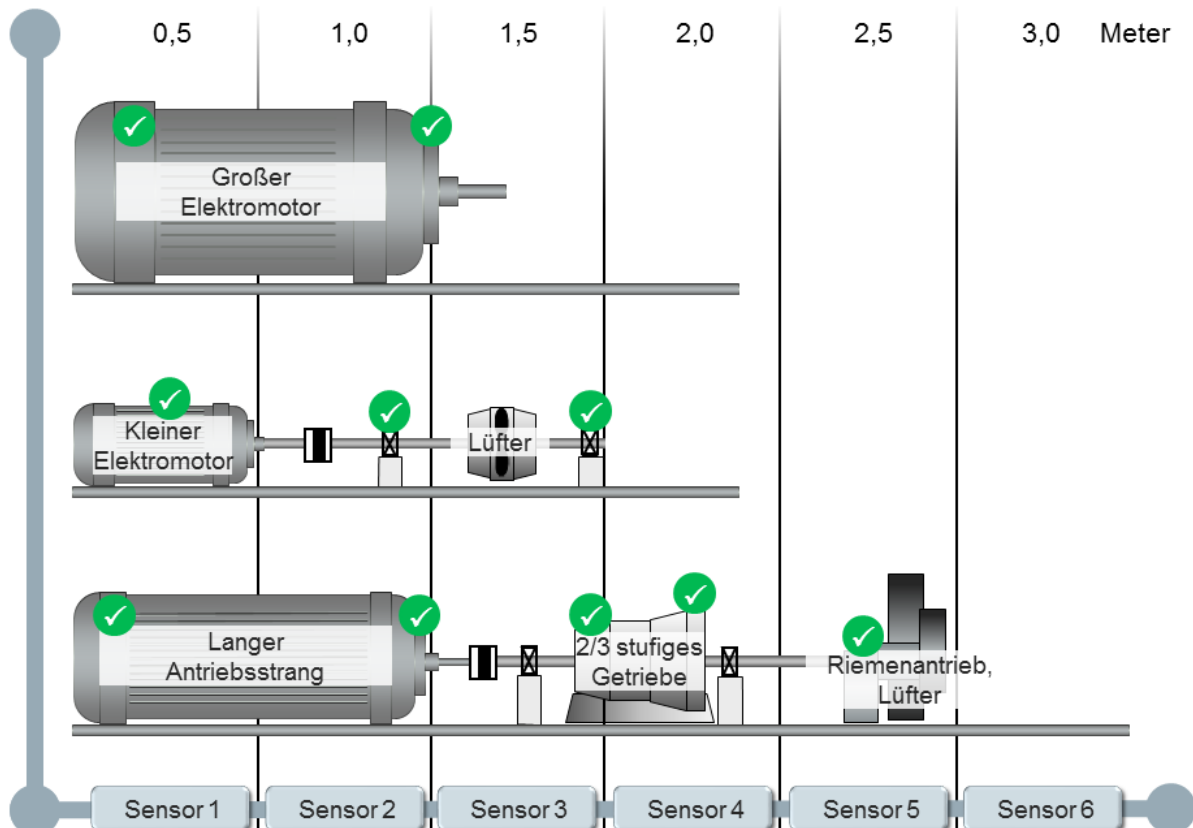 0,5 1,0 1,5 2,0 2,5 3,0 Meter
Großer
Elektromotor
Kleiner
Elektromotor
Lüfter
Langer
Antriebsstrang
2/3 stufiges
Getriebe
Riemenantrieb,
Lüfter
Sensor 1 Sensor 2 Sensor 3 Sensor 4 Sensor 5 Sensor 6